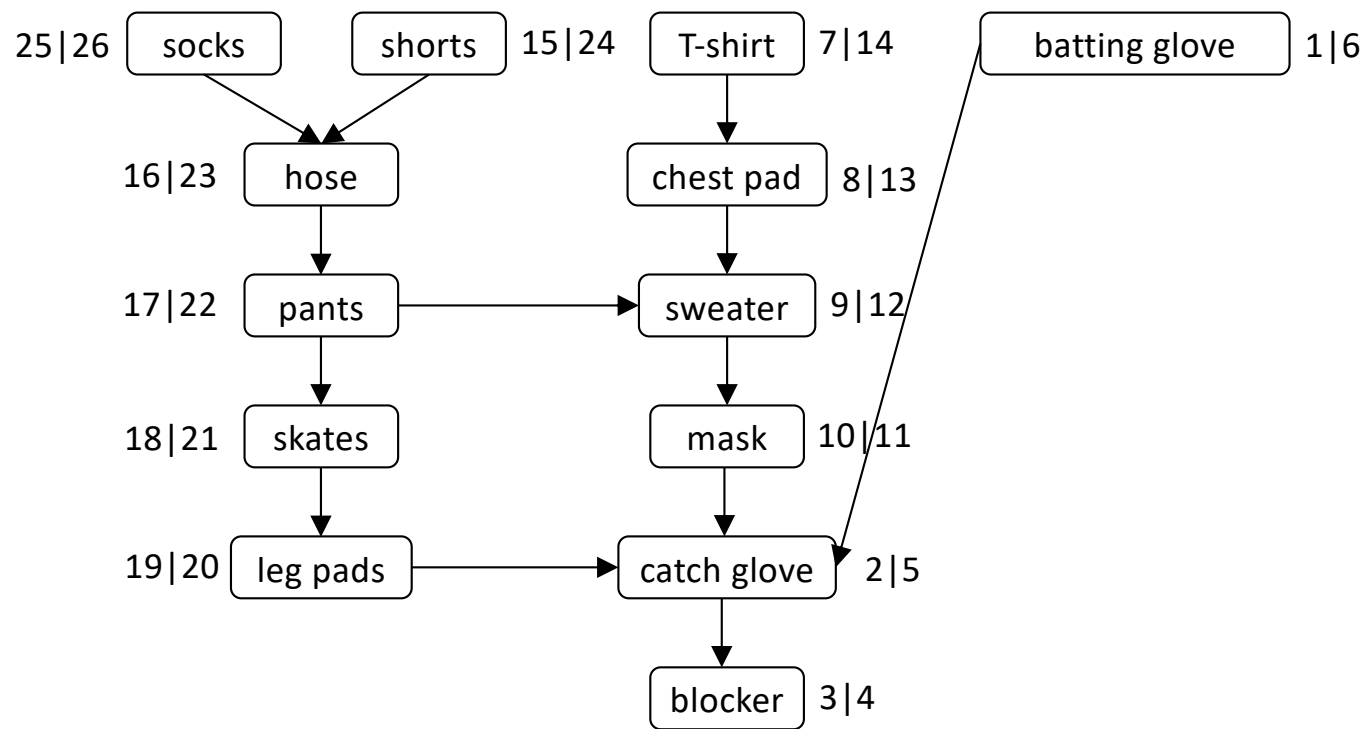 25|26 socks shorts 15|24 T-shirt 7|14 batting glove 1|6
16|23 hose chest pad 8|13
17|22 pants sweater 9|12
18|21 skates mask 10|11
19|20 leg pads catch glove 2|5
blocker 3|4